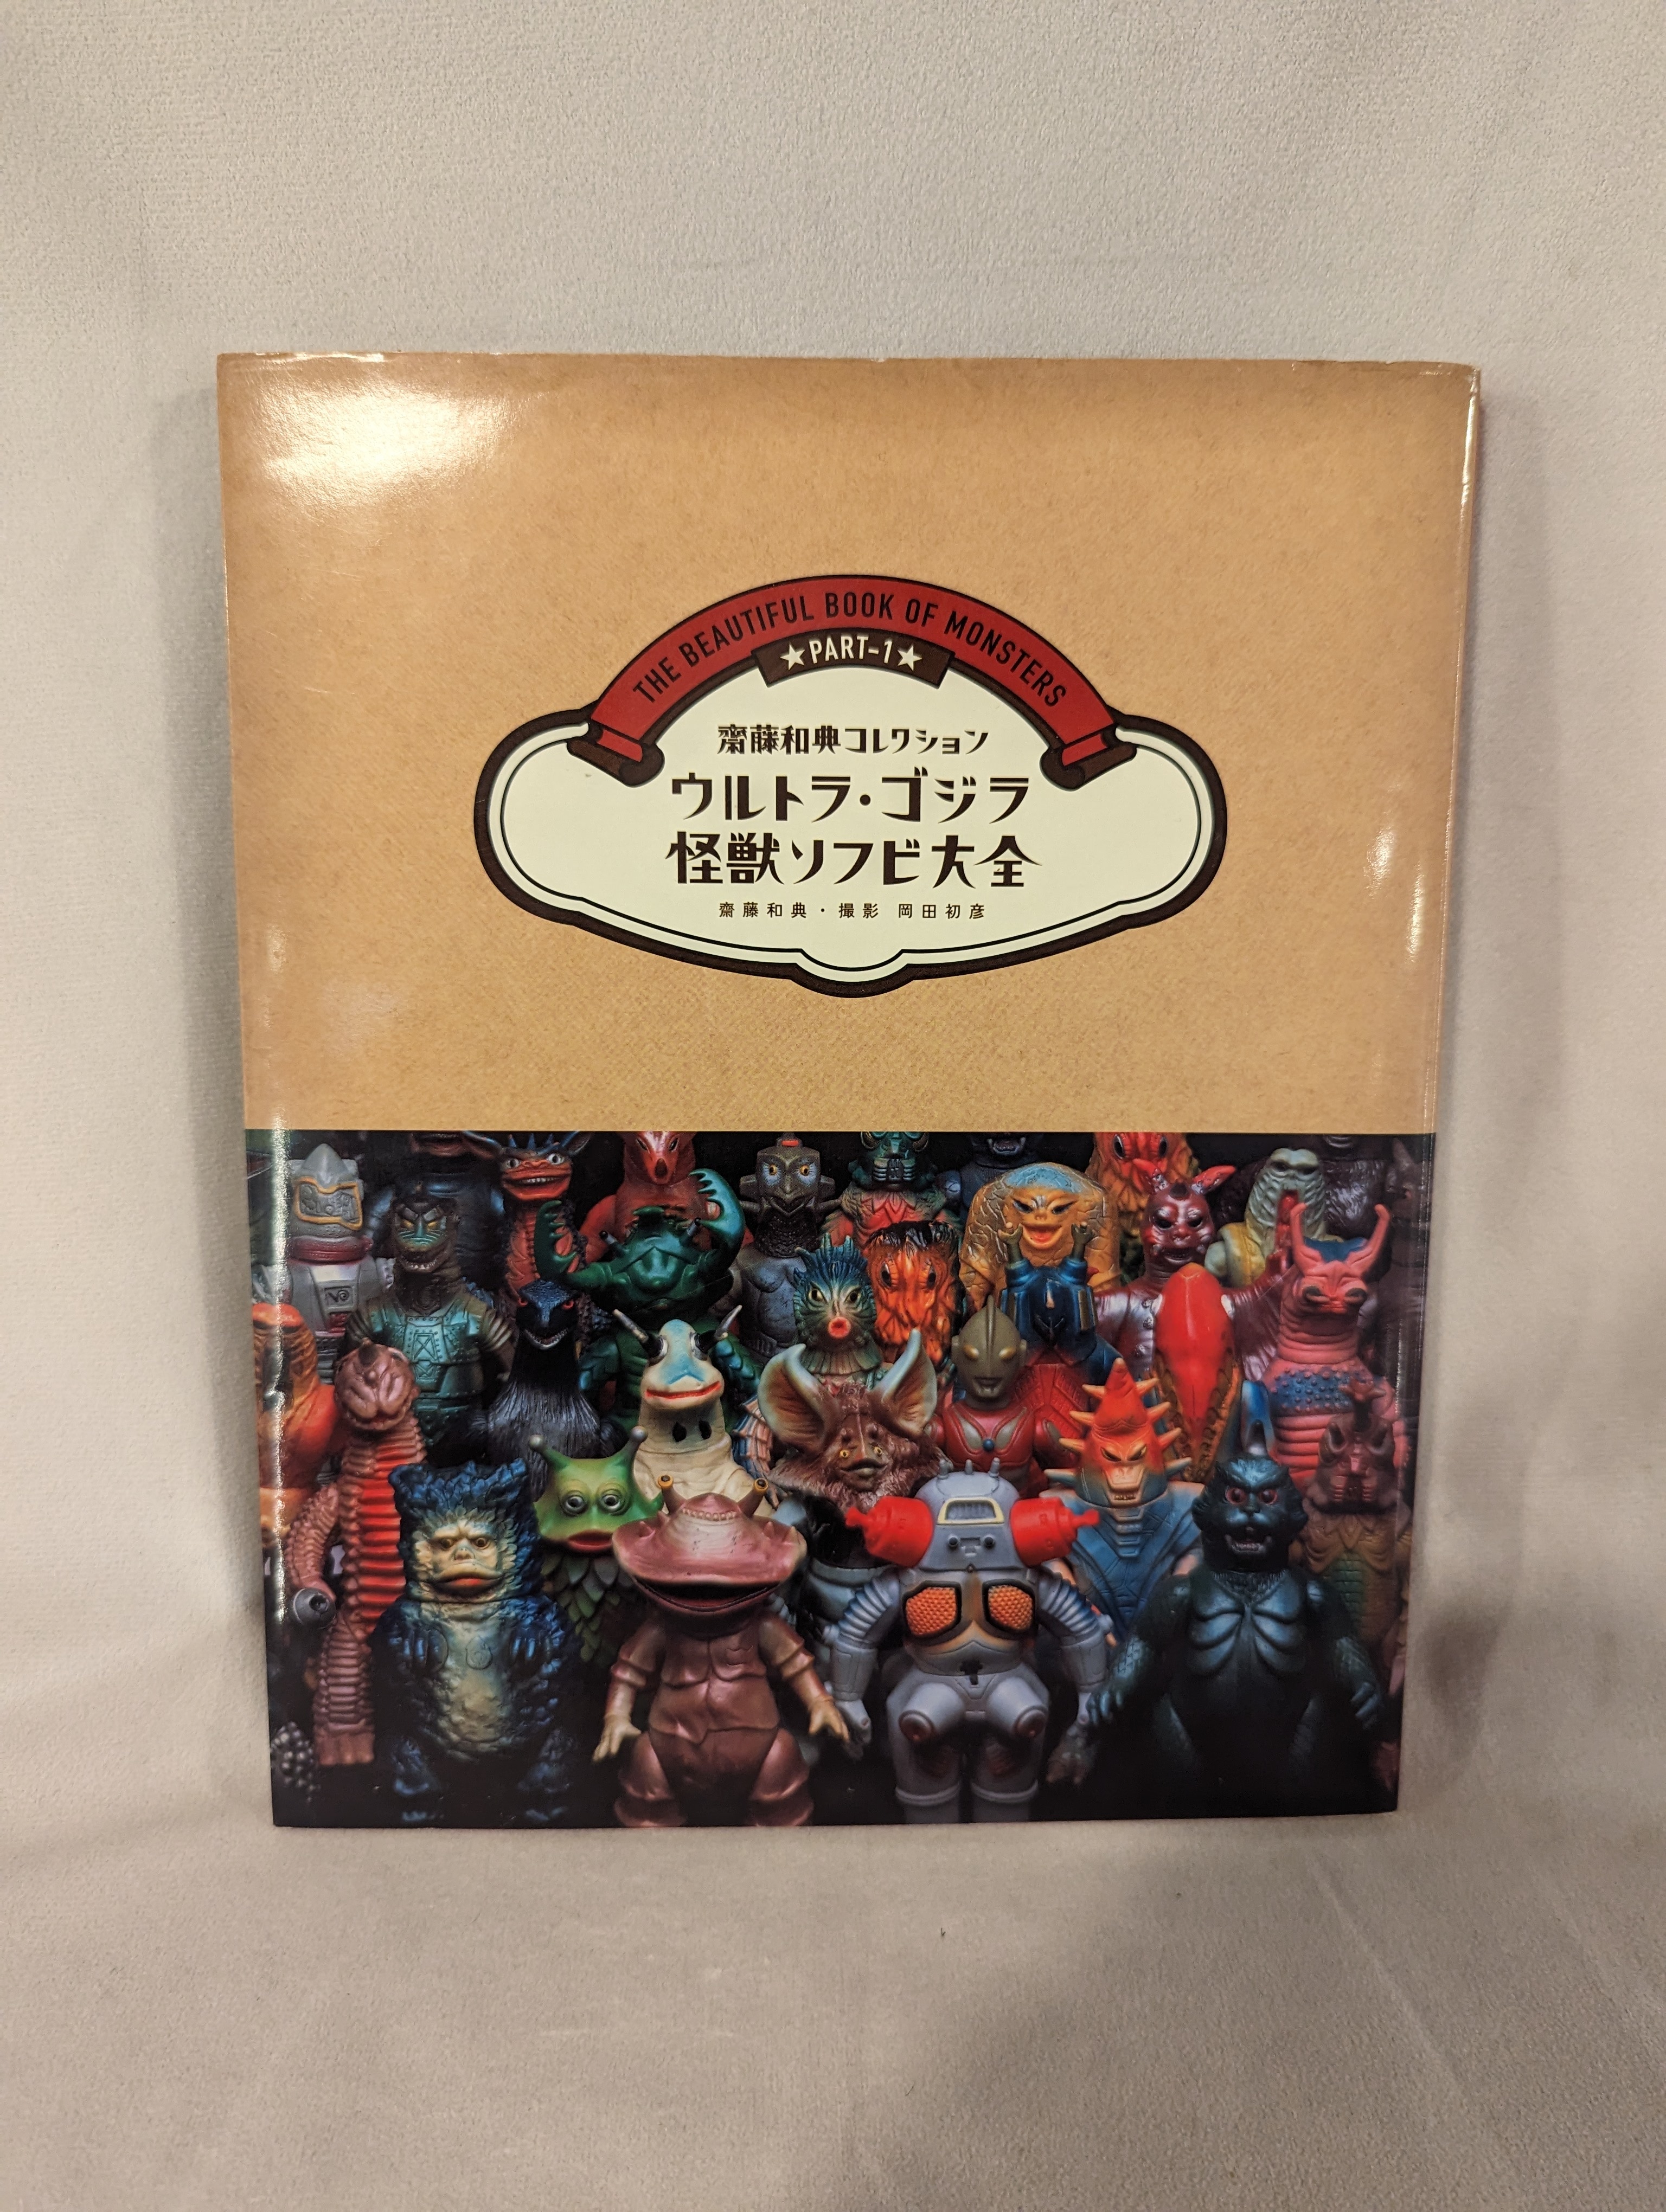 THE BEAUTIFUL BOOK OF MONSTERS
★PART-1★
齋藤和典コレクション
ウルトラ・ゴジラ
怪獣ソフビ大全
齋藤和典・撮影 岡田初彦